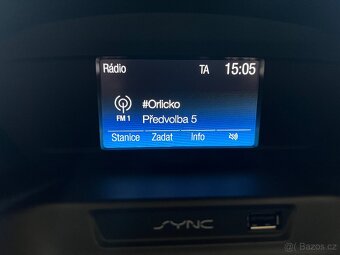 Rádio TA 15:05
#Orlicko
FM 1 Předvolba 5
Stanice Zadat Info
SYNC
Bazos.cz